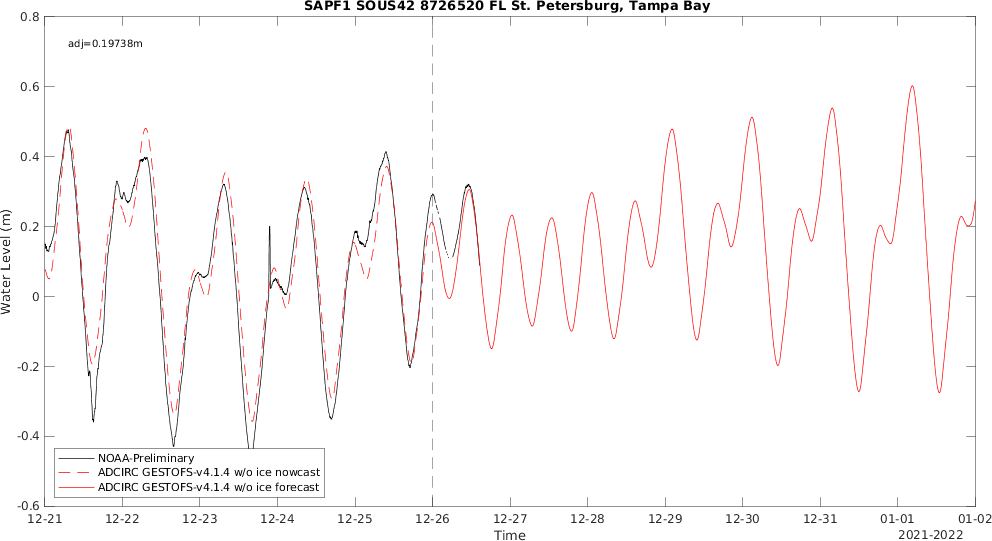 SAPF1 SOUS42 8726520 FL St. Petersburg, Tampa Bay
adj=0.19738m
0.8
0.6
0.4
0.2
0
-0.2
-0.4
-0.6
Water Level (m)
NOAA-Preliminary
ADCIRC GESTOFS-v4.1.4 w/o ice nowcast
ADCIRC GESTOFS-v4.1.4 w/o ice forecast
12-21 12-22 12-23 12-24 12-25 12-26 12-27 12-28 12-29 12-30 12-31 01-01 01-02
Time
2021-2022